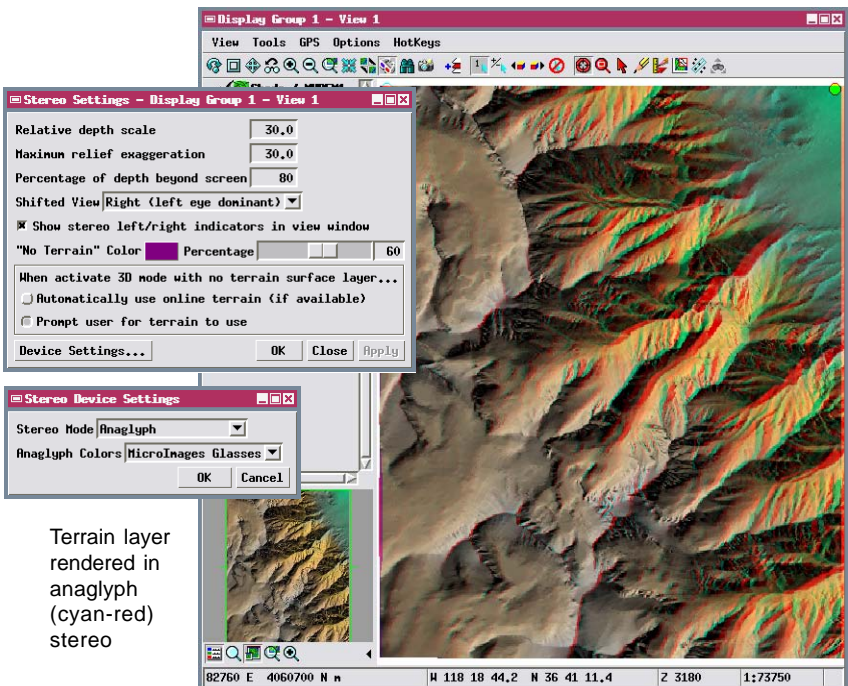 Display Group 1 - View 1
View Tools GPS Options HotKeys
Stereo Settings - Display Group 1 - View 1
Relative depth scale 30.0
Maximum relief exaggeration 30.0
Percentage of depth beyond screen 80
Shifted View Right (left eye dominant)
Show stereo left/right indicators in view window
"No Terrain" Color Percentage 60
When activate 3D mode with no terrain surface layer...
Automatically use online terrain (if available)
Prompt user for terrain to use
Device Settings... OK Close Apply
Stereo Device Settings
Stereo Mode Anaglyph
Anaglyph Colors MicroImages Glasses
OK Cancel
Terrain layer
rendered in
anaglyph
(cyan-red)
stereo
82760 E 4060700 N m W 118 18 44.2 N 36 41 11.4 Z 3180 1:73750